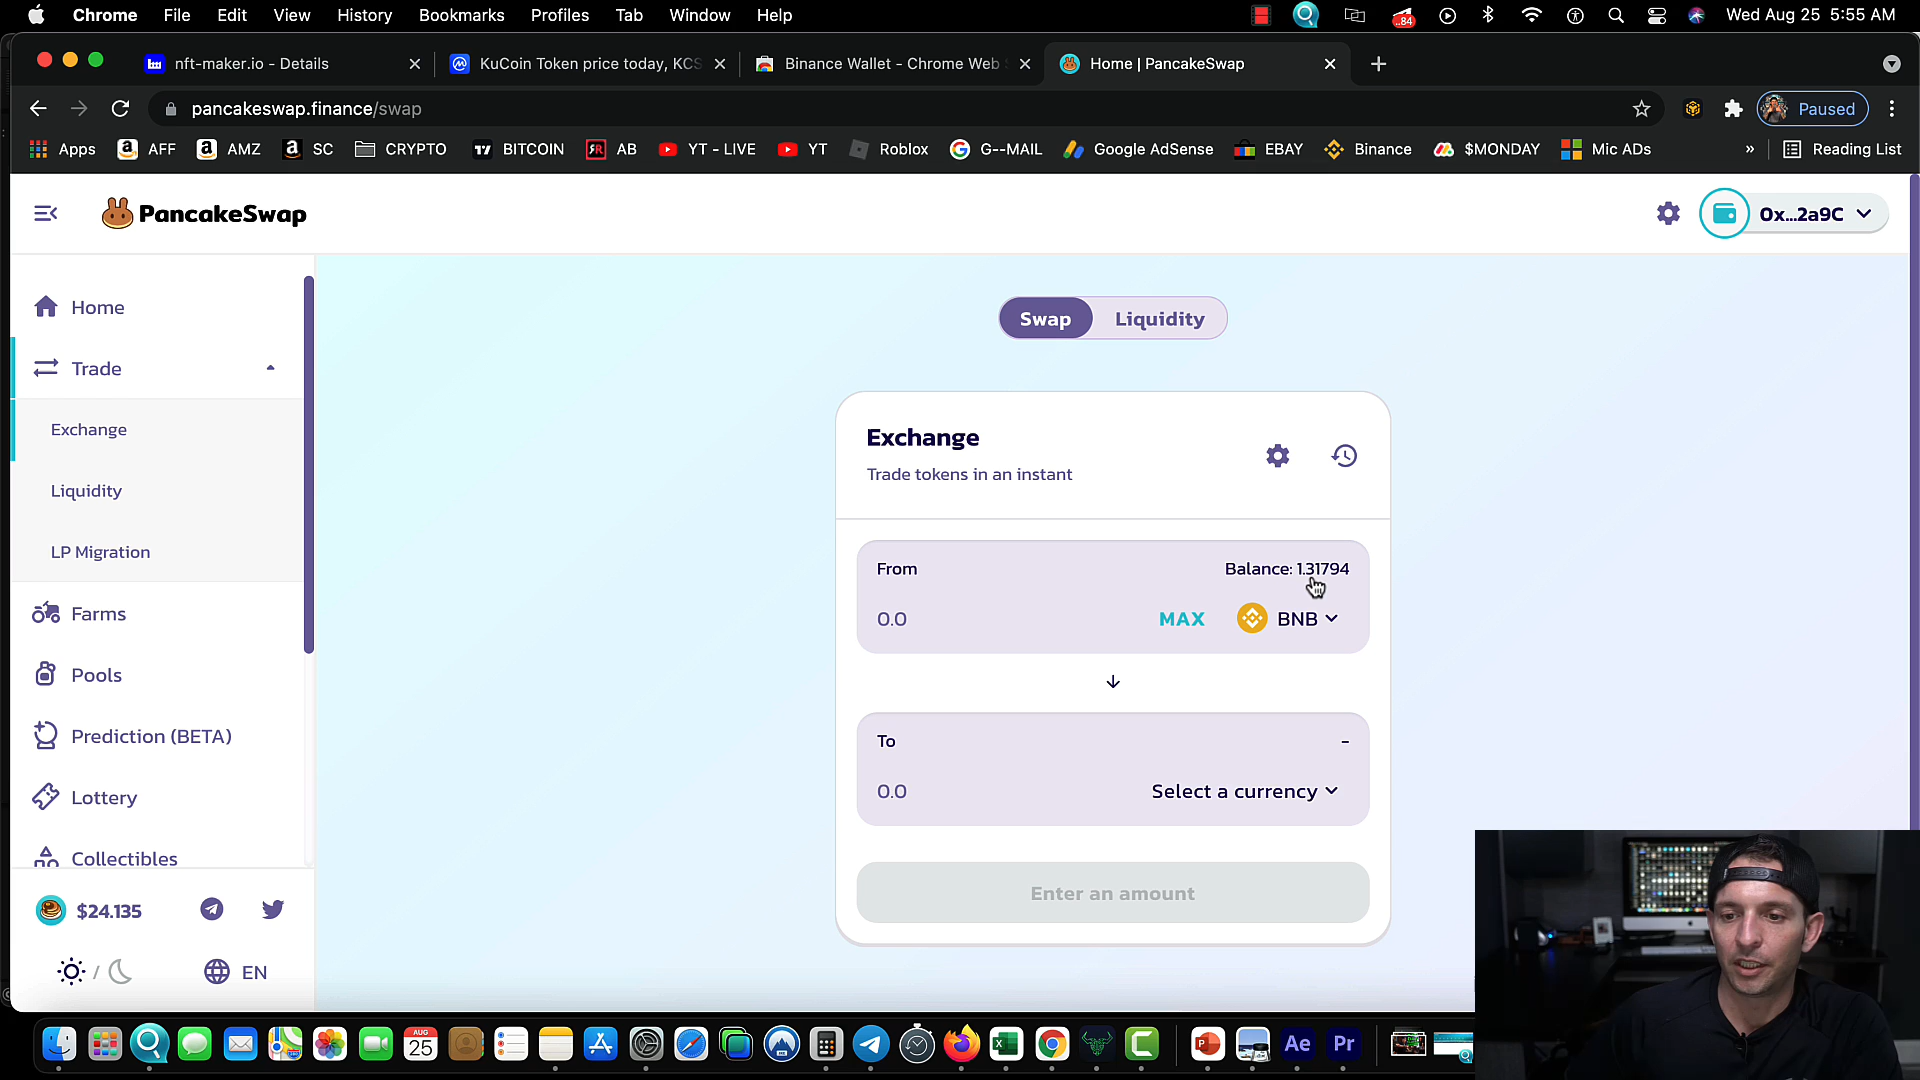 Chrome File Edit View History Bookmarks Profiles Tab Window Help
..84
Wed Aug 25 5:55 AM
nft-maker.io - Details
KuCoin Token price today, KCS
Binance Wallet - Chrome Web
Home | PancakeSwap
pancakeswap.finance/swap
Paused
Apps AFF AMZ SC CRYPTO BITCOIN AB YT - LIVE YT Roblox G--MAIL Google AdSense EBAY Binance $MONDAY Mic ADs » Reading List
PancakeSwap
0x...2a9C
Home
Trade
Exchange
Liquidity
LP Migration
Farms
Pools
Prediction (BETA)
Lottery
Collectibles
$24.135
/
EN
Swap Liquidity
Exchange
Trade tokens in an instant
From Balance: 1.31794
0.0 MAX BNB
To -
0.0 Select a currency
Enter an amount
AUG
25
Ae
Pr